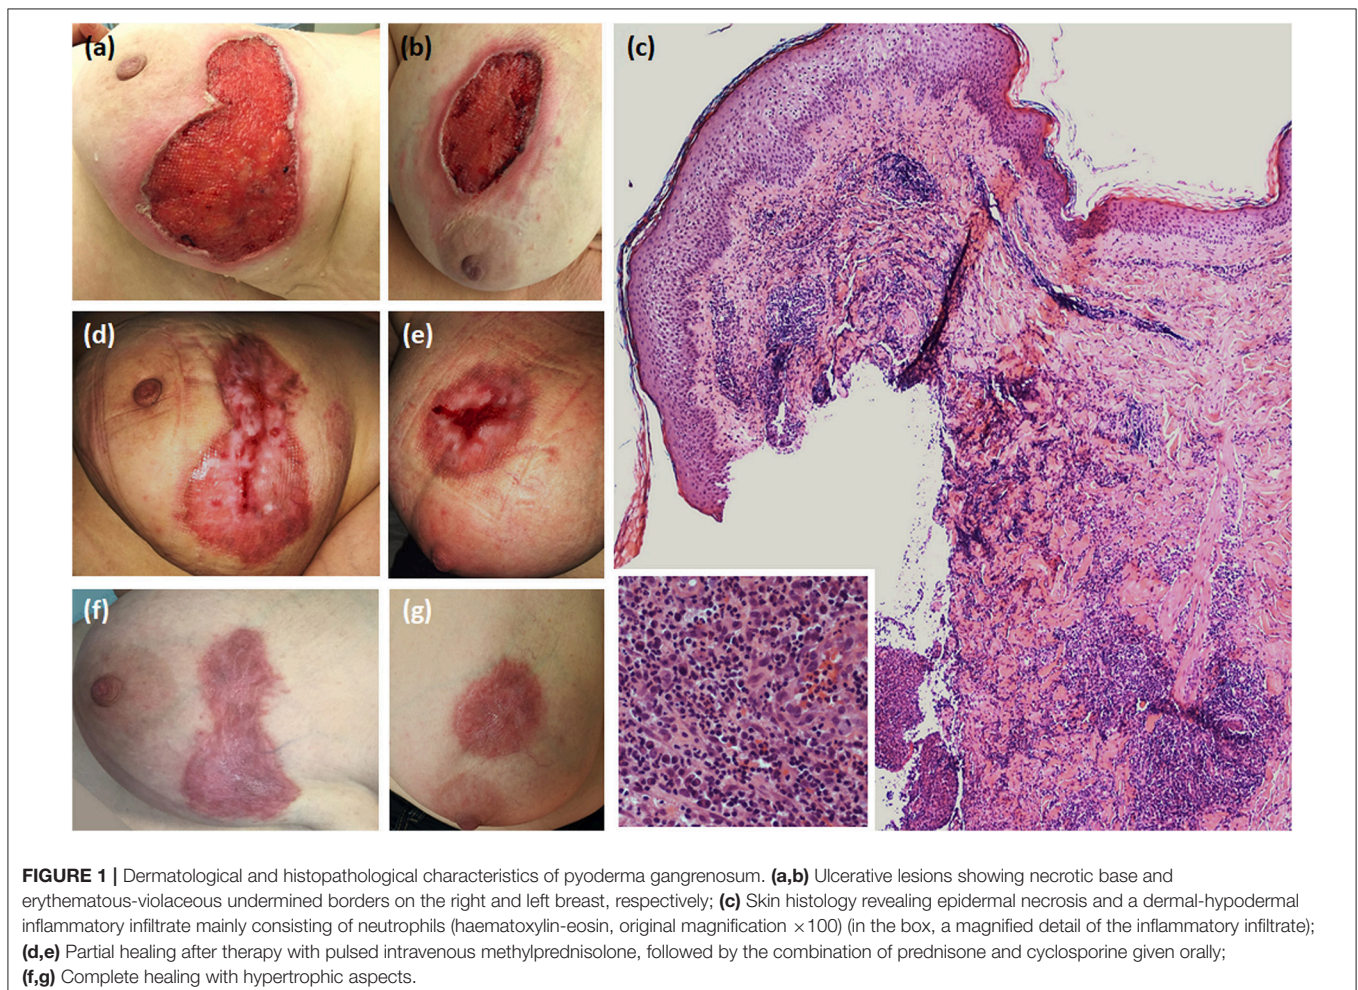 (a)
(b)
(c)
(d)
(e)
(f)
(g)
FIGURE 1 | Dermatological and histopathological characteristics of pyoderma gangrenosum. (a,b) Ulcerative lesions showing necrotic base and
erythematous-violaceous undermined borders on the right and left breast, respectively; (c) Skin histology revealing epidermal necrosis and a dermal-hypodermal
inflammatory infiltrate mainly consisting of neutrophils (haematoxylin-eosin, original magnification ×100) (in the box, a magnified detail of the inflammatory infiltrate);
(d,e) Partial healing after therapy with pulsed intravenous methylprednisolone, followed by the combination of prednisone and cyclosporine given orally;
(f,g) Complete healing with hypertrophic aspects.